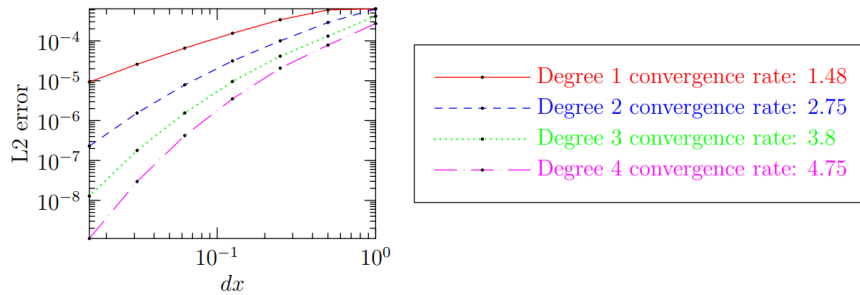 10⁻⁴
10⁻⁵
10⁻⁶
10⁻⁷
10⁻⁸
L2 error
10⁻¹
10⁰
dx
Degree 1 convergence rate: 1.48
Degree 2 convergence rate: 2.75
Degree 3 convergence rate: 3.8
Degree 4 convergence rate: 4.75